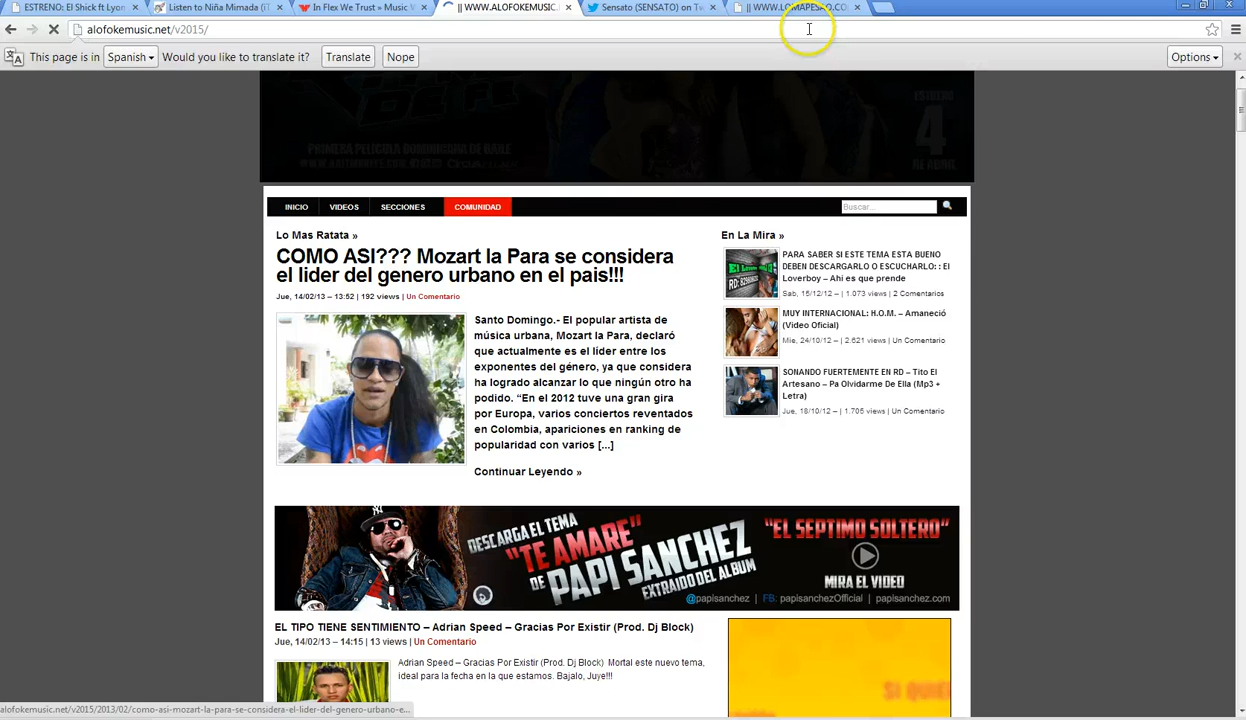 ESTRENO: El Shick ft Lyon
Listen to Niña Mimada (iT
In Flex We Trust » Music V
|| WWW.ALOFOKEMUSIC.
Sensato (SENSATO) on Tw
|| WWW.LOMAPESAO.CO
alofokemusic.net/v2015/
This page is in Spanish Would you like to translate it? Translate Nope Options
ESTRENO
4
DE ABRIL
PRIMERA PELICULA DOMINICANA DE BAILE
INICIO VIDEOS SECCIONES COMUNIDAD Buscar...
Lo Mas Ratata »
COMO ASI??? Mozart la Para se considera
el lider del genero urbano en el pais!!!
Jue, 14/02/13 – 13:52 | 192 views | Un Comentario
Santo Domingo.- El popular artista de
música urbana, Mozart la Para, declaró
que actualmente es el líder entre los
exponentes del género, ya que considera
ha logrado alcanzar lo que ningún otro ha
podido. “En el 2012 tuve una gran gira
por Europa, varios conciertos reventados
en Colombia, apariciones en ranking de
popularidad con varios [...]
Continuar Leyendo »
En La Mira »
PARA SABER SI ESTE TEMA ESTA BUENO
DEBEN DESCARGARLO O ESCUCHARLO: : El
Loverboy – Ahi es que prende
Sab, 15/12/12 – | 1.073 views | 2 Comentarios
MUY INTERNACIONAL: H.O.M. – Amaneció
(Video Oficial)
Mie, 24/10/12 – | 2.621 views | Un Comentario
SONANDO FUERTEMENTE EN RD – Tito El
Artesano – Pa Olvidarme De Ella (Mp3 +
Letra)
Jue, 18/10/12 – | 1.705 views | Un Comentario
DESCARGA EL TEMA
"TE AMARE"
DE PAPI SANCHEZ
EXTRAIDO DEL ALBUM
"EL SEPTIMO SOLTERO"
MIRA EL VIDEO
@papisanchez | FB: papisanchezOfficial | papisanchez.com
EL TIPO TIENE SENTIMIENTO – Adrian Speed – Gracias Por Existir (Prod. Dj Block)
Jue, 14/02/13 – 14:15 | 13 views | Un Comentario
Adrian Speed – Gracias Por Existir (Prod. Dj Block) Mortal este nuevo tema,
ideal para la fecha en la que estamos. Bajalo, Juye!!!
SI QUIE
alofokemusic.net/v2015/2013/02/como-asi-mozart-la-para-se-considera-el-lider-del-genero-urbano-e...